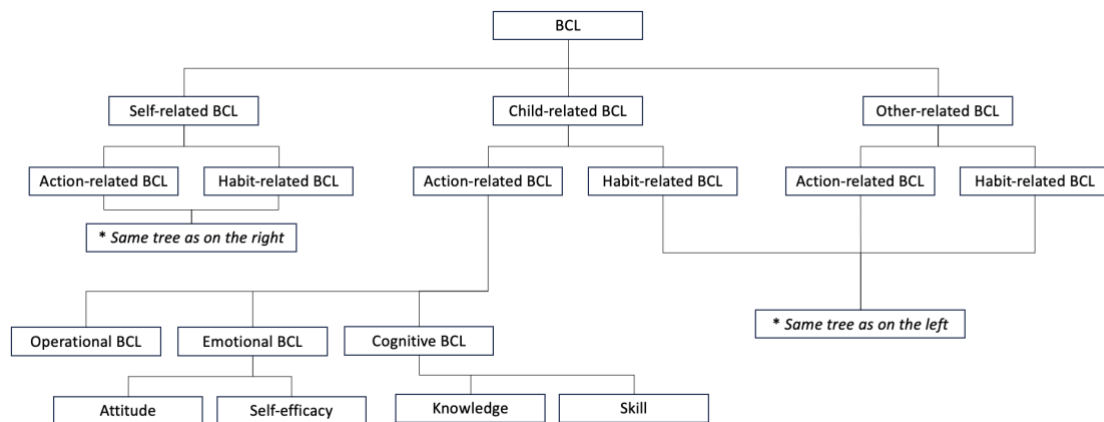 BCL
Self-related BCL
Child-related BCL
Other-related BCL
Action-related BCL
Habit-related BCL
Action-related BCL
Habit-related BCL
Action-related BCL
Habit-related BCL
* Same tree as on the right
* Same tree as on the left
Operational BCL
Emotional BCL
Cognitive BCL
Attitude
Self-efficacy
Knowledge
Skill